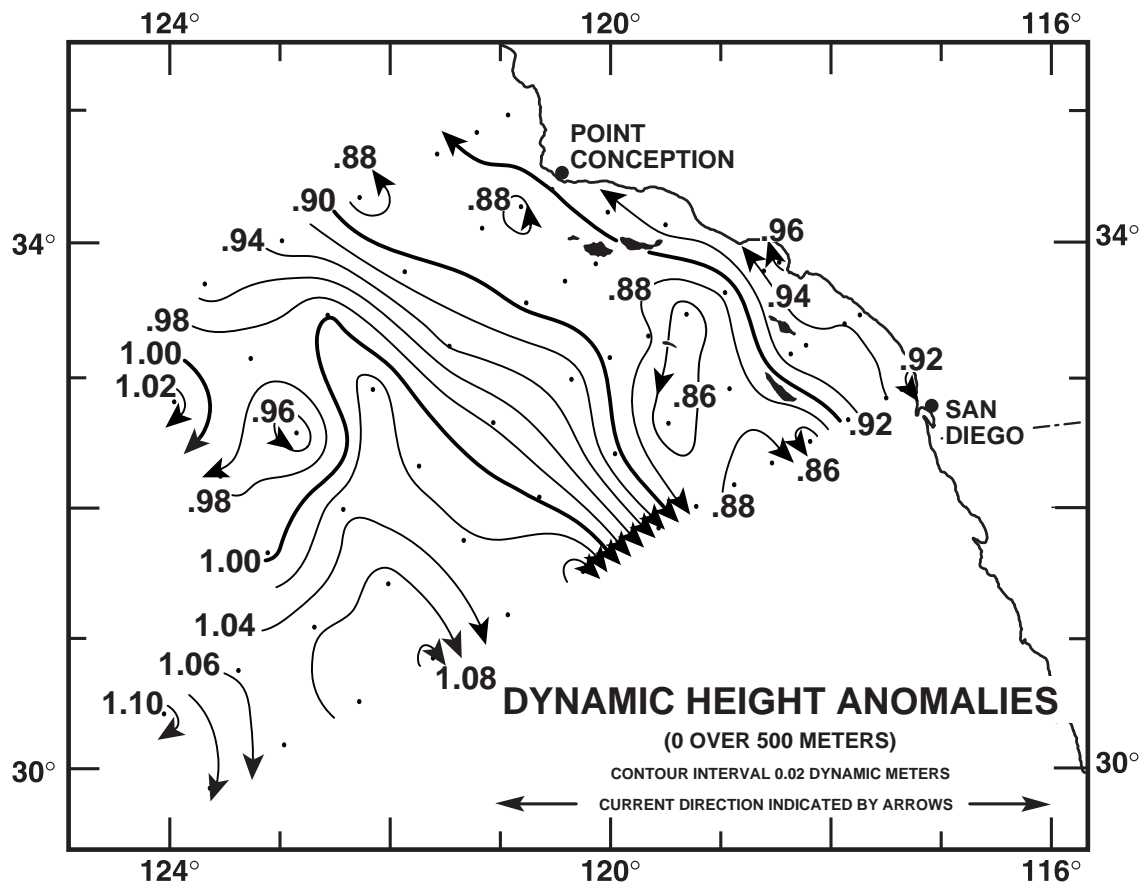 124° 120° 116°
POINT
CONCEPTION
.88
.90
.88
.96
34° .94 34°
.88
.94
.98
1.00
1.02
.92
.96
.86
SAN
DIEGO
.92
.86
.98
.88
1.00
1.04
1.06
1.08
1.10
DYNAMIC HEIGHT ANOMALIES
(0 OVER 500 METERS)
CONTOUR INTERVAL 0.02 DYNAMIC METERS
30° 30°
CURRENT DIRECTION INDICATED BY ARROWS
124° 120° 116°